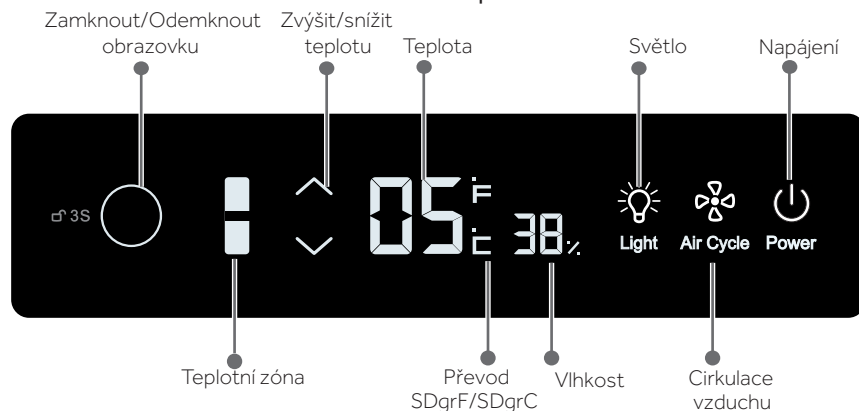 Zamknout/Odemknout
obrazovku
Zvýšit/snížit
teplotu
Teplota
Světlo
Napájení
3S
05
°F
°C
38%
Light
Air Cycle
Power
Teplotní zóna
Převod
SDgrF/SDgrC
Vlhkost
Cirkulace
vzduchu